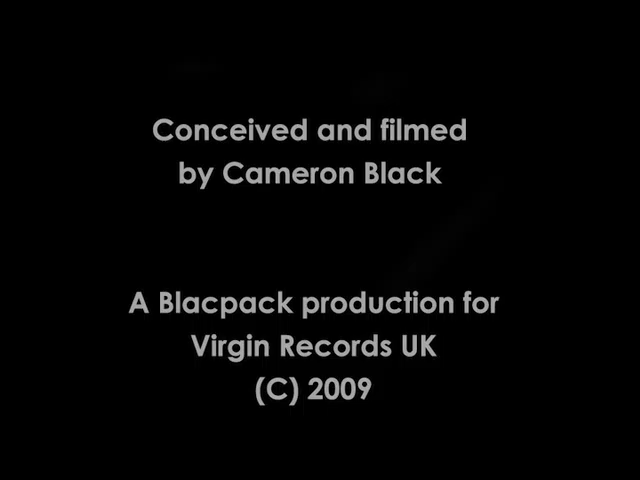 Conceived and filmed
by Cameron Black
A Blacpack production for
Virgin Records UK
(C) 2009